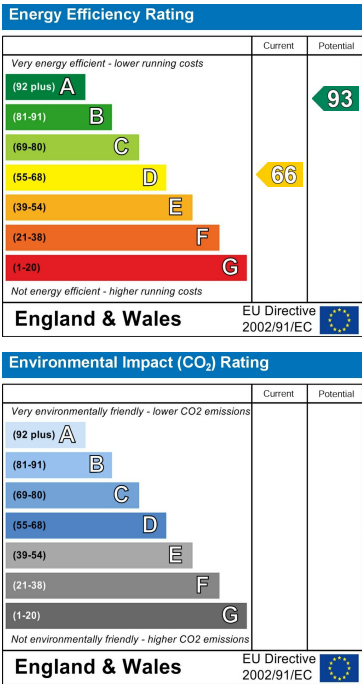 Energy Efficiency Rating
Current Potential
Very energy efficient - lower running costs
(92 plus) A
(81-91) B
(69-80) C
(55-68) D
(39-54) E
(21-38) F
(1-20) G
66
93
Not energy efficient - higher running costs
England & Wales
EU Directive
2002/91/EC
Environmental Impact (CO₂) Rating
Current Potential
Very environmentally friendly - lower CO2 emissions
(92 plus) A
(81-91) B
(69-80) C
(55-68) D
(39-54) E
(21-38) F
(1-20) G
Not environmentally friendly - higher CO2 emissions
England & Wales
EU Directive
2002/91/EC